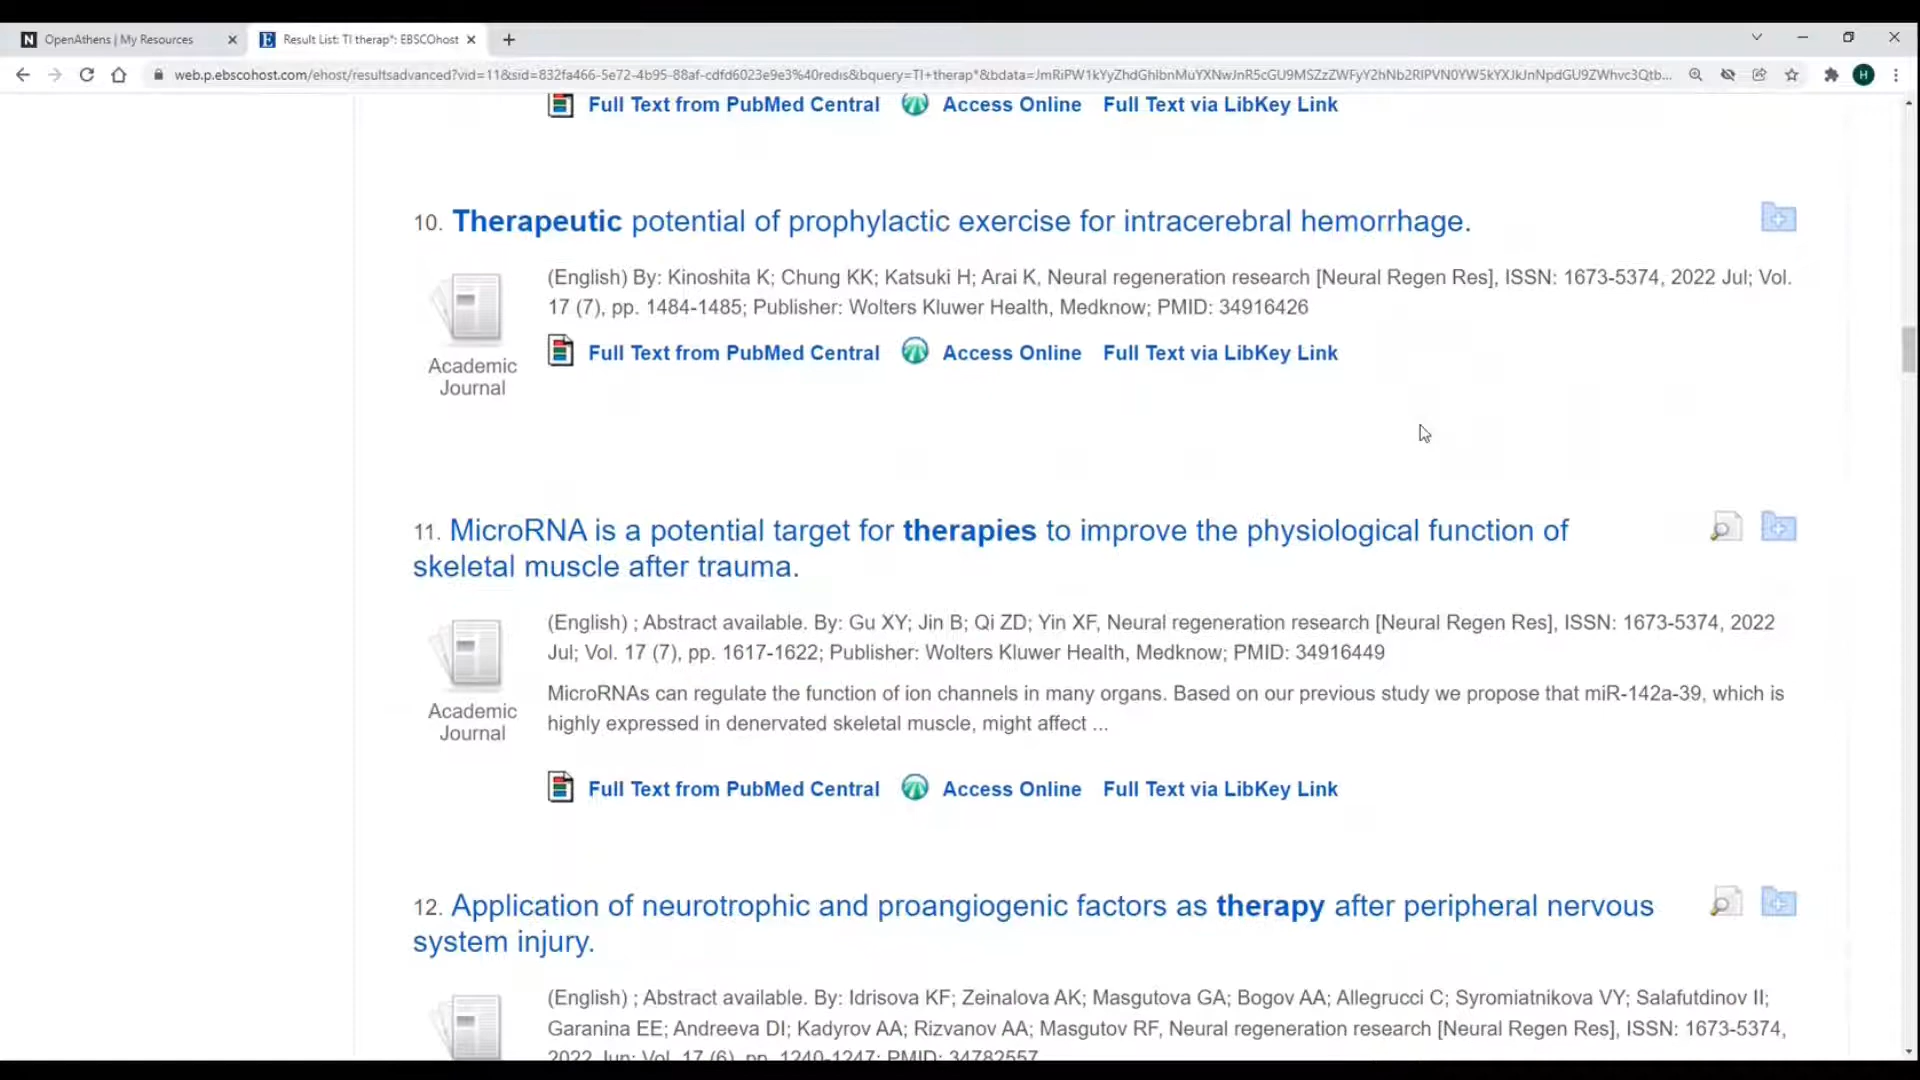 OpenAthens | My Resources
Result List: TI therap*: EBSCOhost
web.p.ebscohost.com/ehost/resultsadvanced?vid=11&sid=832fa466-5e72-4b95-88af-cdfd6023e9e3%40redis&bquery=TI+therap*&bdata=
H
Full Text from PubMed Central Access Online Full Text via LibKey Link
10. Therapeutic potential of prophylactic exercise for intracerebral hemorrhage.
(English) By: Kinoshita K; Chung KK; Katsuki H; Arai K, Neural regeneration research [Neural Regen Res], ISSN: 1673-5374, 2022 Jul; Vol.
17 (7), pp. 1484-1485; Publisher: Wolters Kluwer Health, Medknow; PMID: 34916426
Full Text from PubMed Central Access Online Full Text via LibKey Link
Academic
Journal
11. MicroRNA is a potential target for therapies to improve the physiological function of
skeletal muscle after trauma.
(English) ; Abstract available. By: Gu XY; Jin B; Qi ZD; Yin XF, Neural regeneration research [Neural Regen Res], ISSN: 1673-5374, 2022
Jul; Vol. 17 (7), pp. 1617-1622; Publisher: Wolters Kluwer Health, Medknow; PMID: 34916449
MicroRNAs can regulate the function of ion channels in many organs. Based on our previous study we propose that miR-142a-39, which is
highly expressed in denervated skeletal muscle, might affect ...
Academic
Journal
Full Text from PubMed Central Access Online Full Text via LibKey Link
12. Application of neurotrophic and proangiogenic factors as therapy after peripheral nervous
system injury.
(English) ; Abstract available. By: Idrisova KF; Zeinalova AK; Masgutova GA; Bogov AA; Allegrucci C; Syromiatnikova VY; Salafutdinov II;
Garanina EE; Andreeva DI; Kadyrov AA; Rizvanov AA; Masgutov RF, Neural regeneration research [Neural Regen Res], ISSN: 1673-5374,
2022 Jun; Vol. 17 (6), pp. 1240-1247; PMID: 34782557